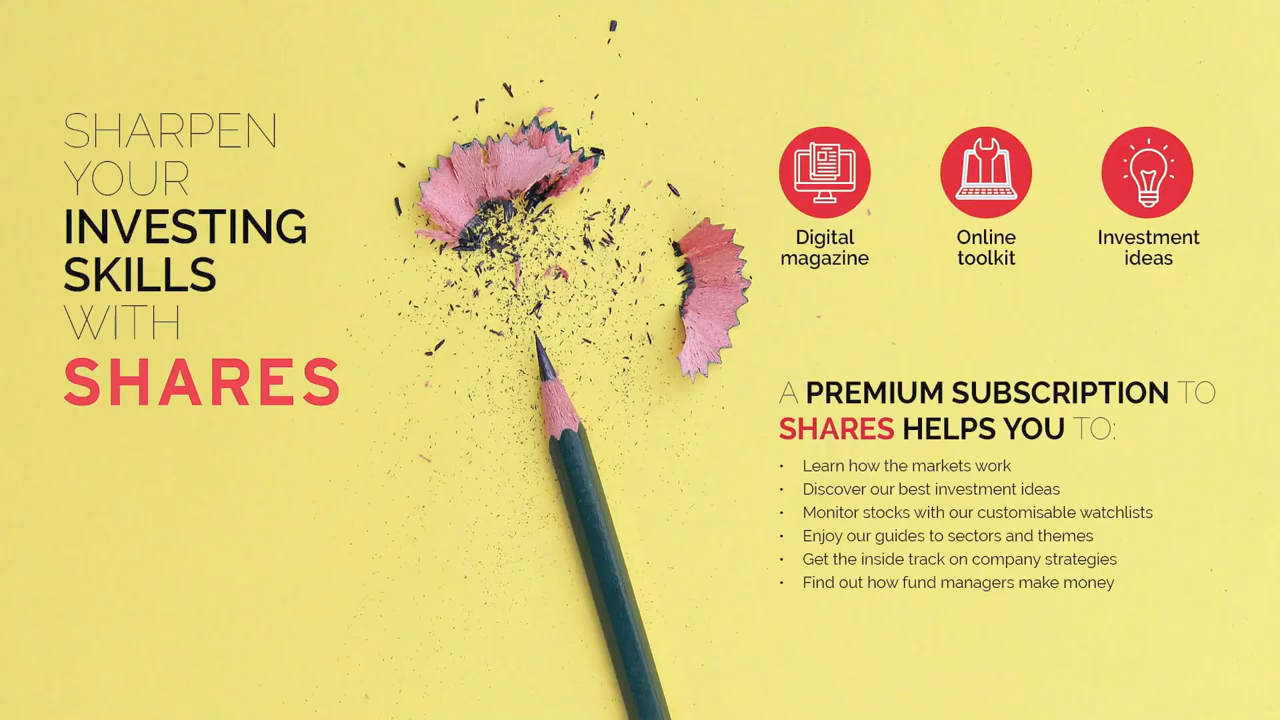 SHARPEN
YOUR
INVESTING
SKILLS
WITH
SHARES
Digital
magazine
Online
toolkit
Investment
ideas
A PREMIUM SUBSCRIPTION TO
SHARES HELPS YOU TO:
• Learn how the markets work
• Discover our best investment ideas
• Monitor stocks with our customisable watchlists
• Enjoy our guides to sectors and themes
• Get the inside track on company strategies
• Find out how fund managers make money